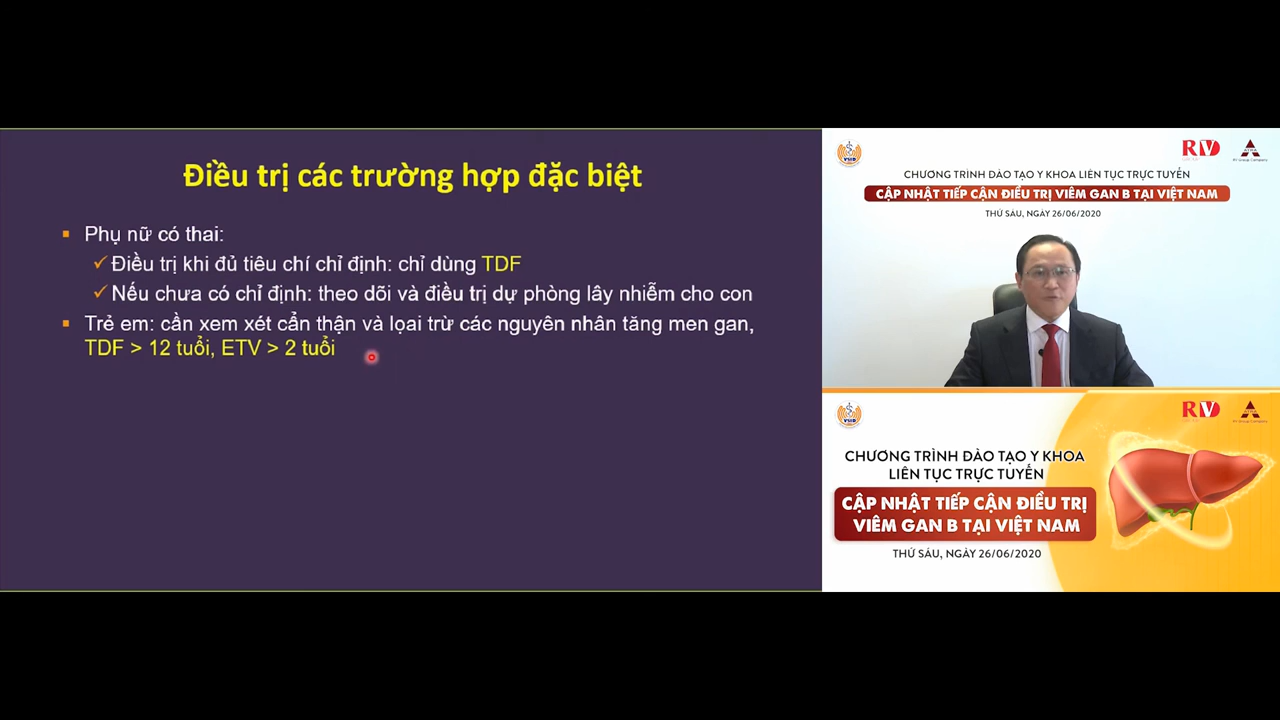 Điều trị các trường hợp đặc biệt
Phụ nữ có thai:
Điều trị khi đủ tiêu chí chỉ định: chỉ dùng TDF
Nếu chưa có chỉ định: theo dõi và điều trị dự phòng lây nhiễm cho con
Trẻ em: cần xem xét cẩn thận và lọai trừ các nguyên nhân tăng men gan,
TDF > 12 tuổi, ETV > 2 tuổi
VSID
RV
CHƯƠNG TRÌNH ĐÀO TẠO Y KHOA LIÊN TỤC TRỰC TUYẾN
CẬP NHẬT TIẾP CẬN ĐIỀU TRỊ VIÊM GAN B TẠI VIỆT NAM
THỨ SÁU, NGÀY 26/06/2020
VSID
RV
CHƯƠNG TRÌNH ĐÀO TẠO Y KHOA
LIÊN TỤC TRỰC TUYẾN
CẬP NHẬT TIẾP CẬN ĐIỀU TRỊ
VIÊM GAN B TẠI VIỆT NAM
THỨ SÁU, NGÀY 26/06/2020